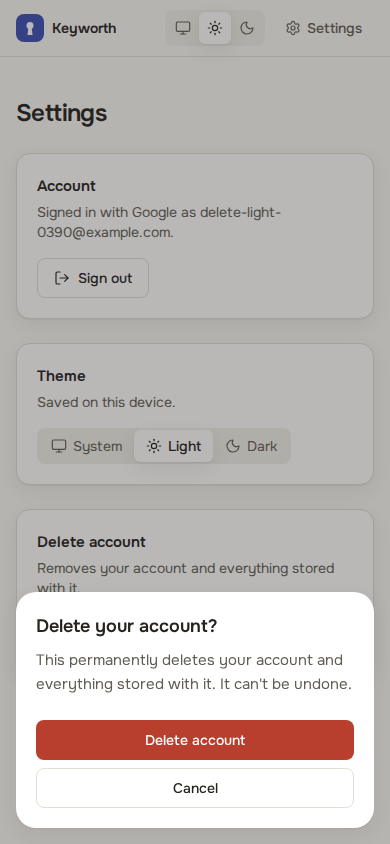 Keyworth
Settings
Settings
Account
Signed in with Google as delete-light-
0390@example.com.
Sign out
Theme
Saved on this device.
System
Light
Dark
Delete account
Removes your account and everything stored
with it.
Delete your account?
This permanently deletes your account and
everything stored with it. It can't be undone.
Delete account
Cancel